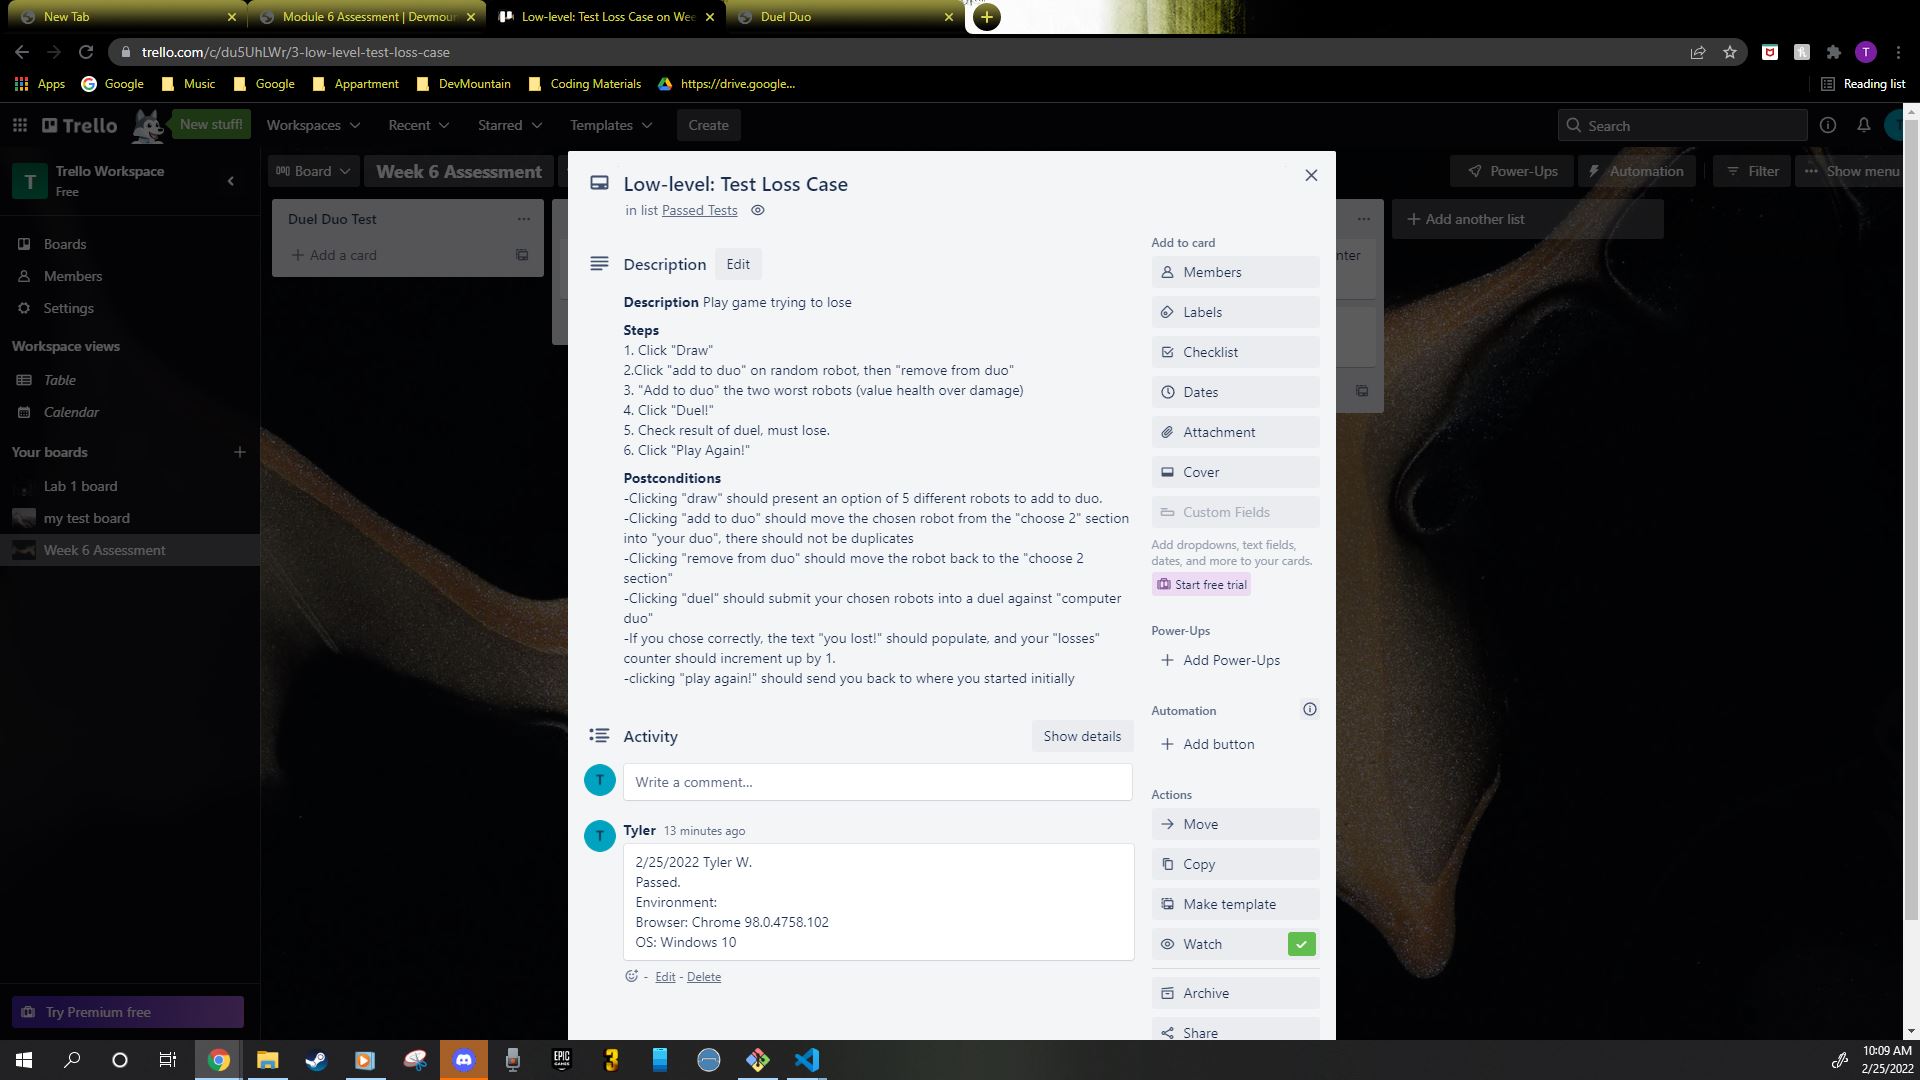 New Tab
Module 6 Assessment | Devmoun
Low-level: Test Loss Case on Wee
Duel Duo
trello.com/c/du5UhLWr/3-low-level-test-loss-case
T
Apps
Google
Music
Google
Appartment
DevMountain
Coding Materials
https://drive.google...
Reading list
Trello
New stuff!
Workspaces
Recent
Starred
Templates
Create
Search
T
Trello Workspace
Free
Board
Week 6 Assessment
Power-Ups
Automation
Filter
Show menu
Boards
Members
Settings
Workspace views
Table
Calendar
Your boards
Lab 1 board
my test board
Week 6 Assessment
Try Premium free
Duel Duo Test
Add a card
nter
Add another list
Low-level: Test Loss Case
in list Passed Tests
Description
Edit
Description Play game trying to lose
Steps
1. Click "Draw"
2.Click "add to duo" on random robot, then "remove from duo"
3. "Add to duo" the two worst robots (value health over damage)
4. Click "Duel!"
5. Check result of duel, must lose.
6. Click "Play Again!"
Postconditions
-Clicking "draw" should present an option of 5 different robots to add to duo.
-Clicking "add to duo" should move the chosen robot from the "choose 2" section
into "your duo", there should not be duplicates
-Clicking "remove from duo" should move the robot back to the "choose 2
section"
-Clicking "duel" should submit your chosen robots into a duel against "computer
duo"
-If you chose correctly, the text "you lost!" should populate, and your "losses"
counter should increment up by 1.
-clicking "play again!" should send you back to where you started initially
Activity
Show details
T
Write a comment...
T
Tyler 13 minutes ago
2/25/2022 Tyler W.
Passed.
Environment:
Browser: Chrome 98.0.4758.102
OS: Windows 10
- Edit - Delete
Add to card
Members
Labels
Checklist
Dates
Attachment
Cover
Custom Fields
Add dropdowns, text fields,
dates, and more to your cards.
Start free trial
Power-Ups
Add Power-Ups
Automation
Add button
Actions
Move
Copy
Make template
Watch
Archive
Share
EPIC
GAMES
3
10:09 AM
2/25/2022